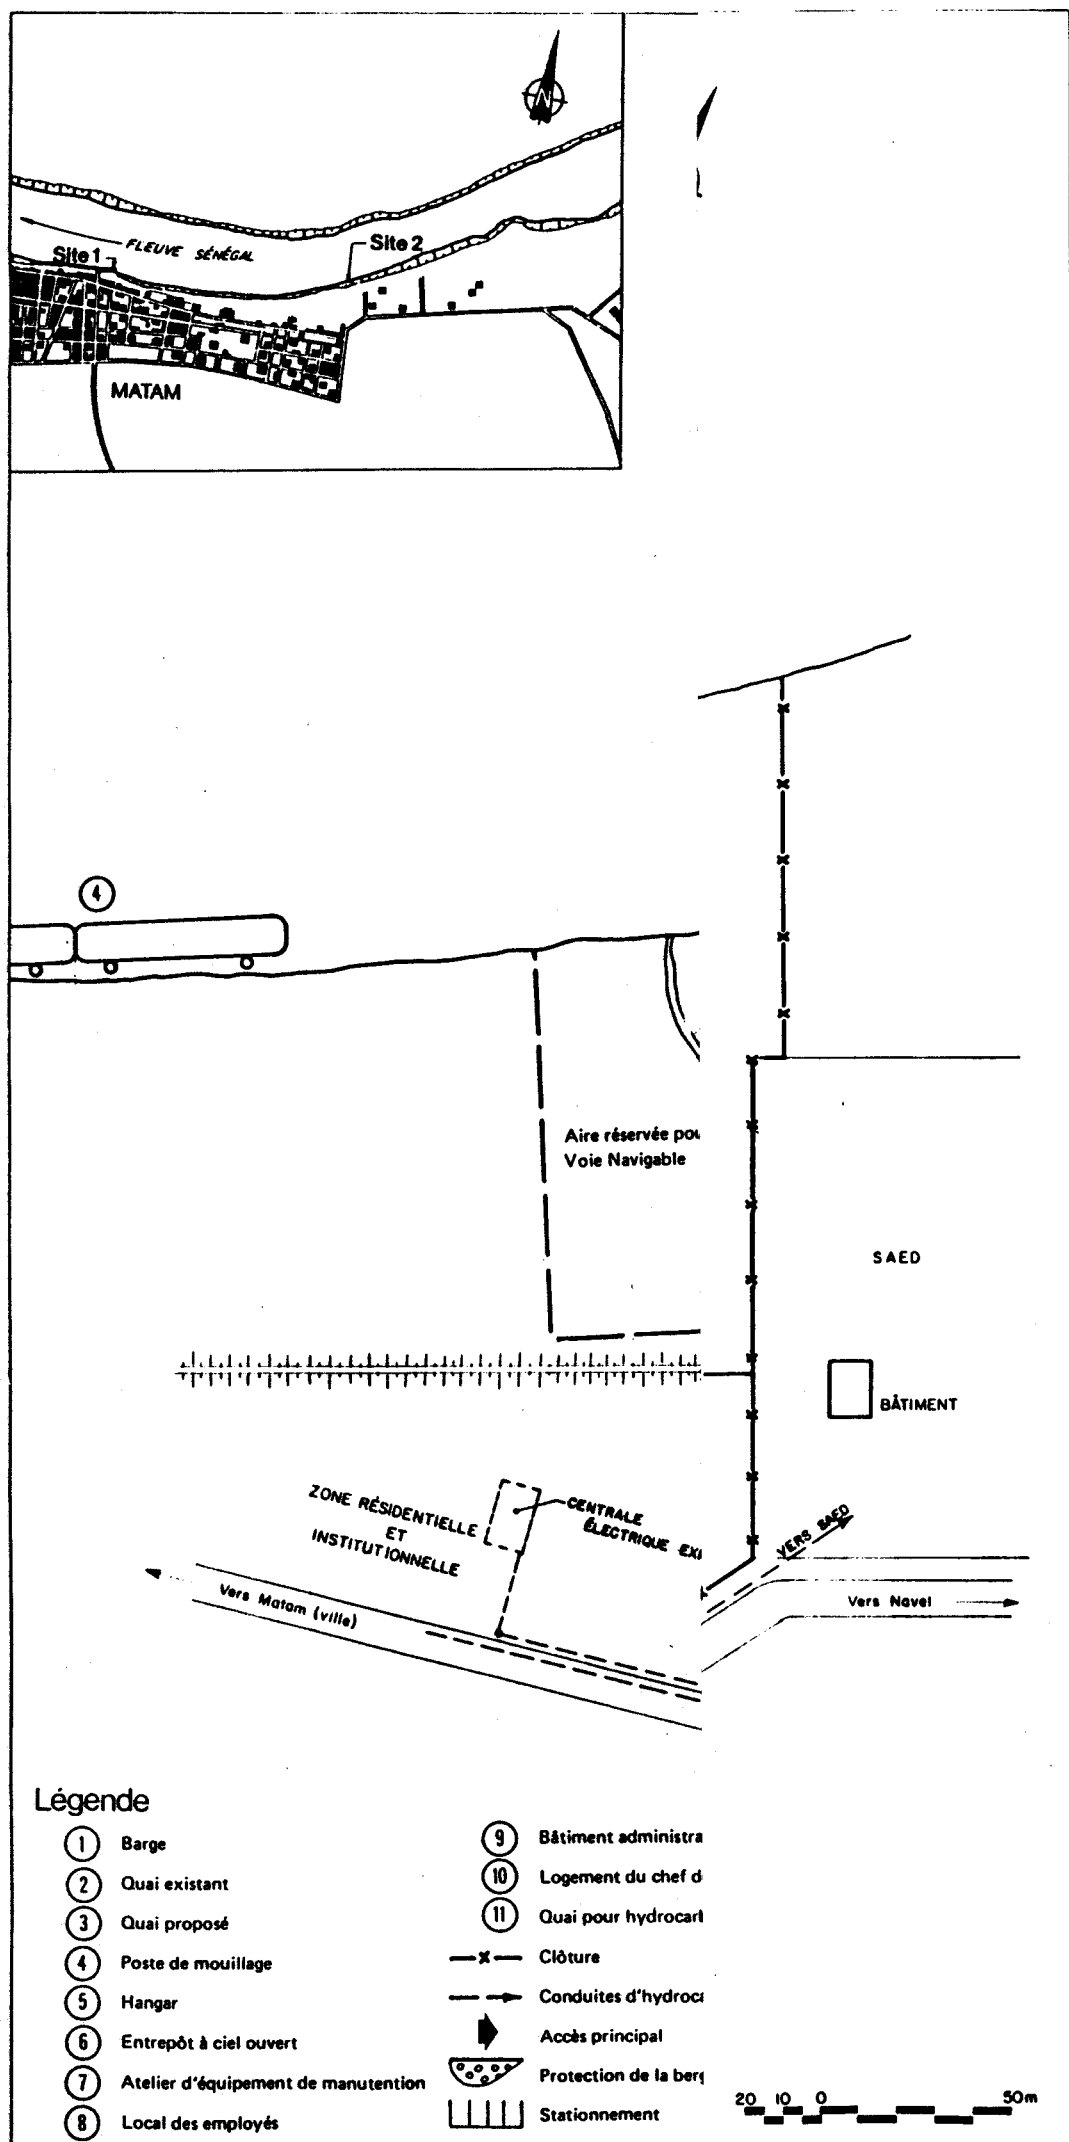 N
FLEUVE SÉNÉGAL
Site 1
Site 2
MATAM
4
Aire réservée pou
Voie Navigable
SAED
BÂTIMENT
ZONE RÉSIDENTIELLE
ET
INSTITUTIONNELLE
CENTRALE
ÉLECTRIQUE EXI
VERS SAED
Vers Matam (ville)
Vers Navel
Légende
1 Barge
2 Quai existant
3 Quai proposé
4 Poste de mouillage
5 Hangar
6 Entrepôt à ciel ouvert
7 Atelier d'équipement de manutention
8 Local des employés
9 Bâtiment administra
10 Logement du chef d
11 Quai pour hydrocar
Clôture
Conduites d'hydroc
Accès principal
Protection de la ber
Stationnement
20 10 0 50m